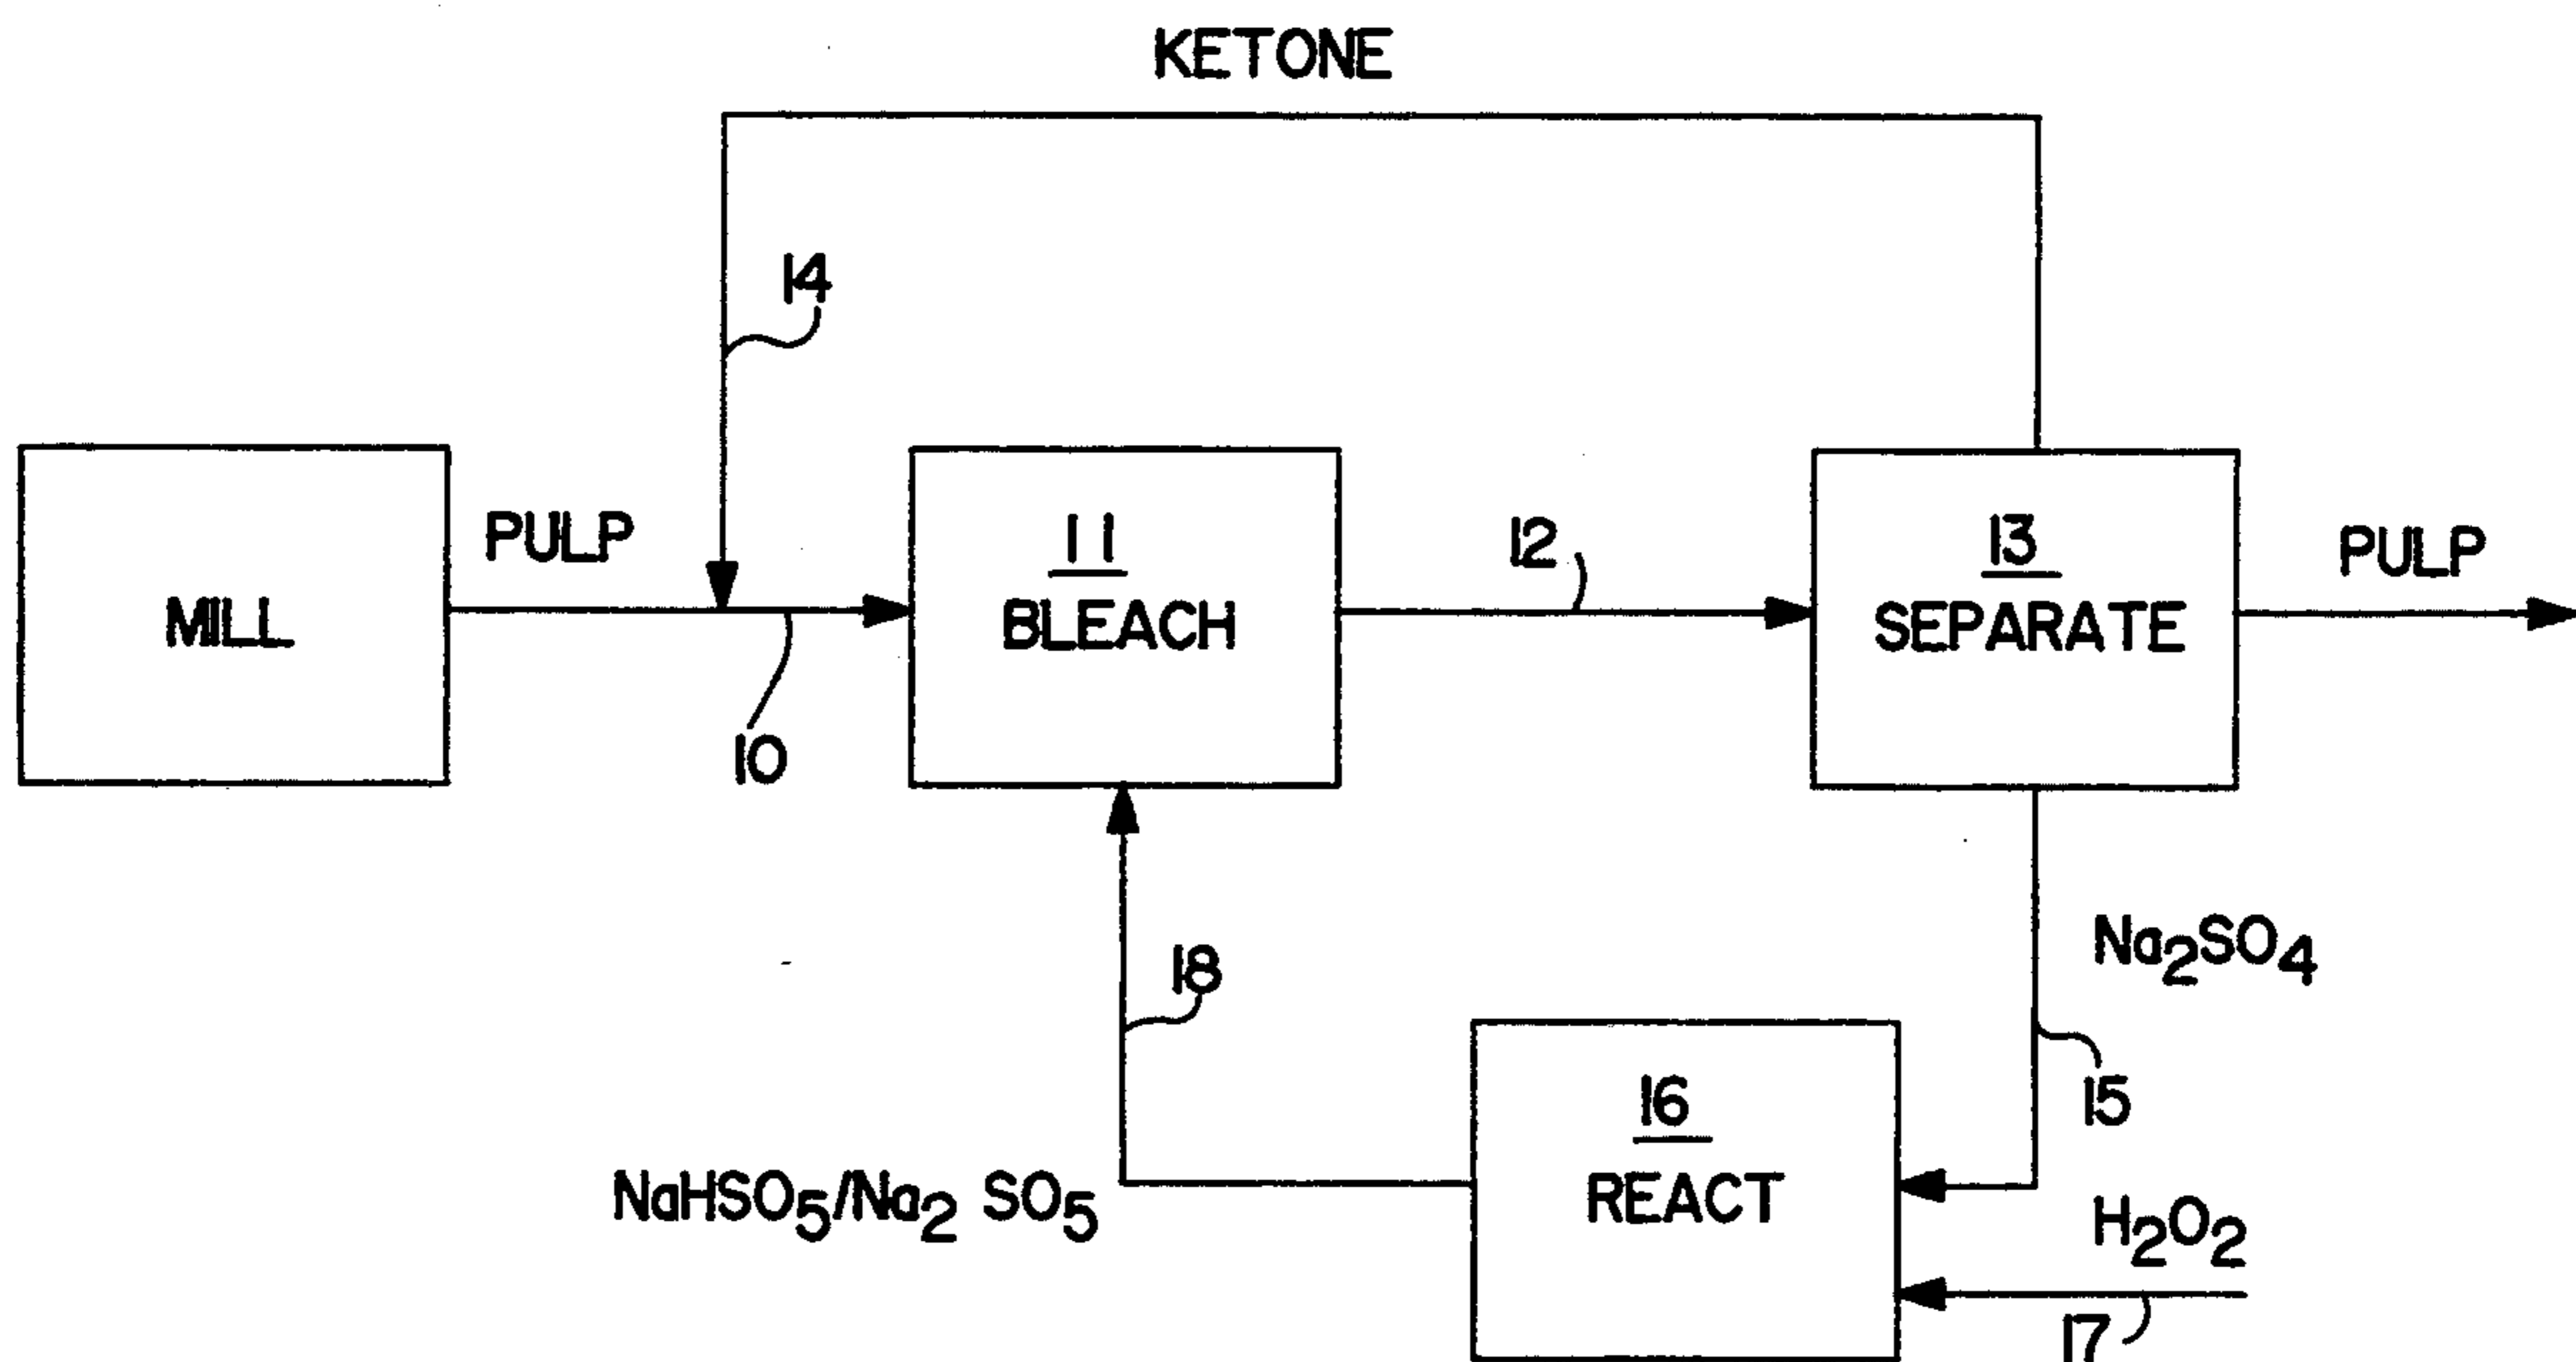 KETONE
14
PULP
11
12
13
PULP
MILL
BLEACH
SEPARATE
10
18
Na₂SO₄
16
15
NaHSO₅/Na₂ SO₅
REACT
H₂O₂
17